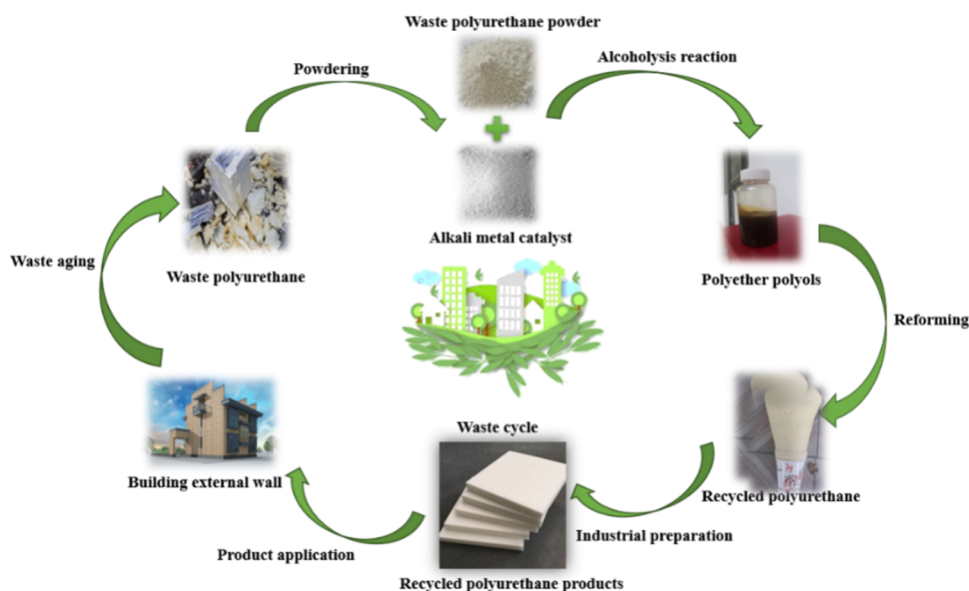 Waste polyurethane powder
Powdering
Alcoholysis reaction
Alkali metal catalyst
Waste aging
Waste polyurethane
Polyether polyols
Reforming
Waste cycle
Building external wall
Recycled polyurethane
Product application
Industrial preparation
Recycled polyurethane products